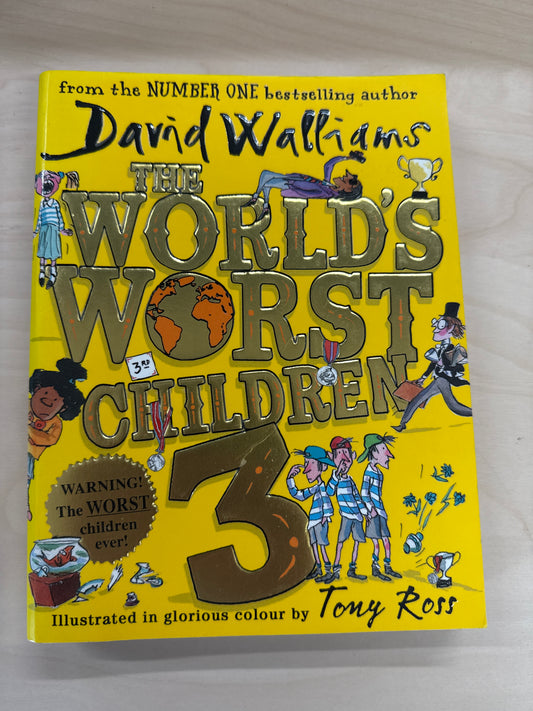 from the NUMBER ONE bestselling author
David Walliams
THE
WORLD'S
WORST
3RD
CHILDREN
3
WARNING!
The WORST
children
ever!
Illustrated in glorious colour by Tony Ross